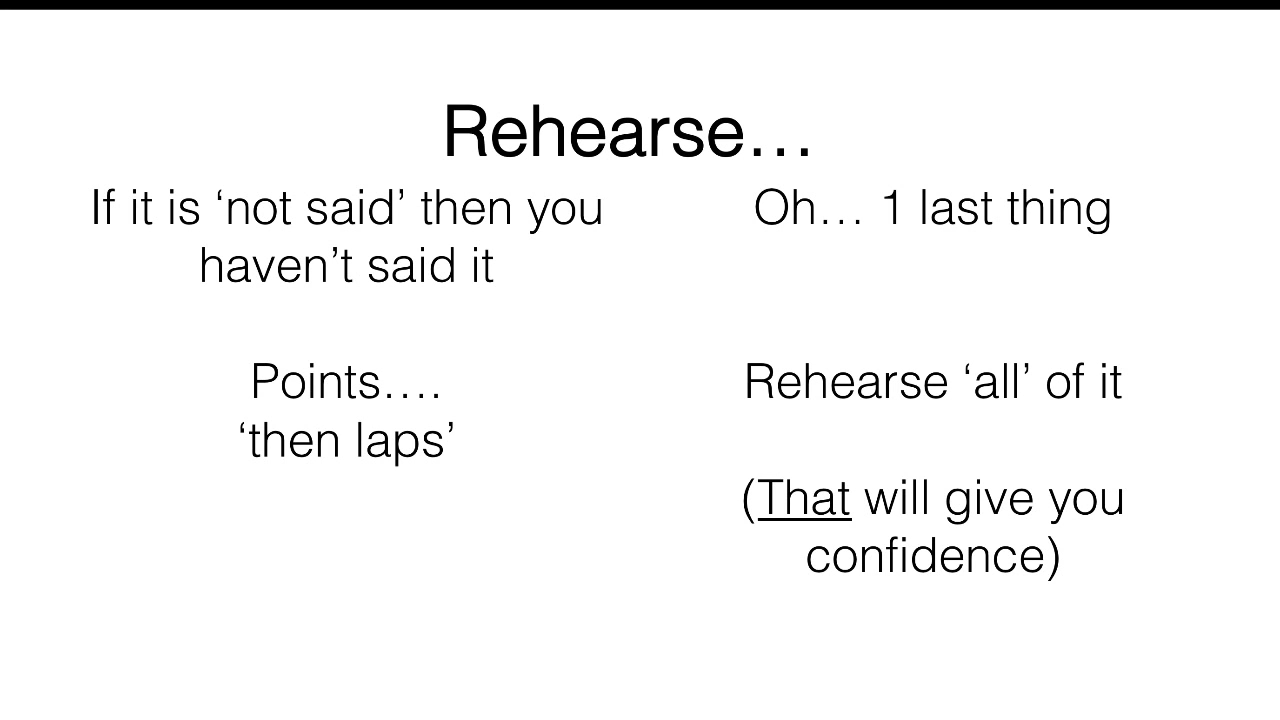 Rehearse…
If it is ‘not said’ then you
haven’t said it
Points….
‘then laps’
Oh… 1 last thing
Rehearse ‘all’ of it
(That will give you
confidence)